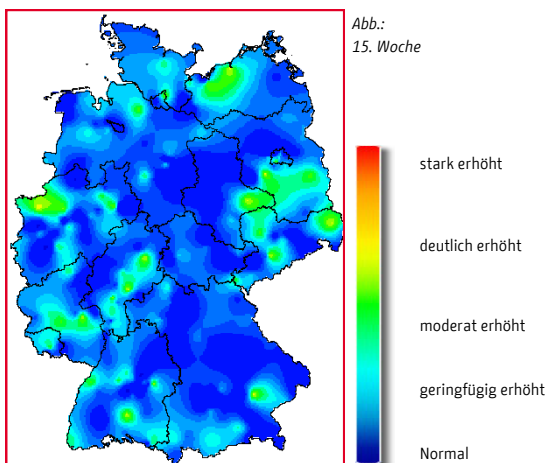 Abb.:
15. Woche
stark erhöht
deutlich erhöht
moderat erhöht
geringfügig erhöht
Normal